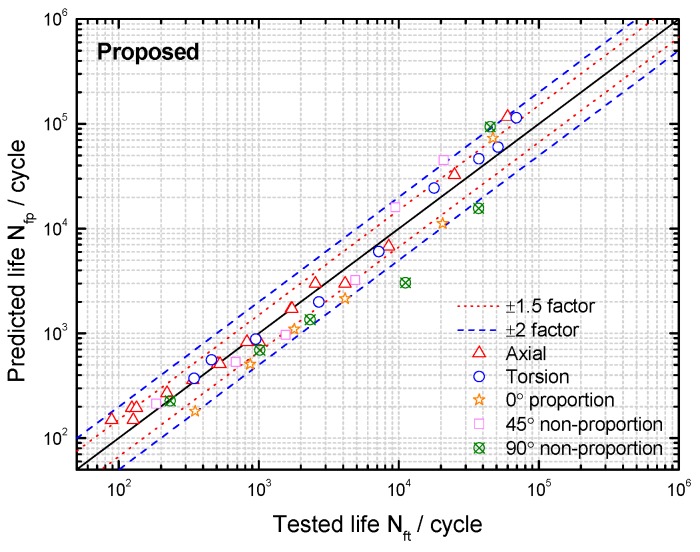 Proposed
10^6
10^5
10^4
10^3
10^2
Predicted life N_fp / cycle
±1.5 factor
±2 factor
Axial
Torsion
0° proportion
45° non-proportion
90° non-proportion
10^2 10^3 10^4 10^5 10^6
Tested life N_ft / cycle